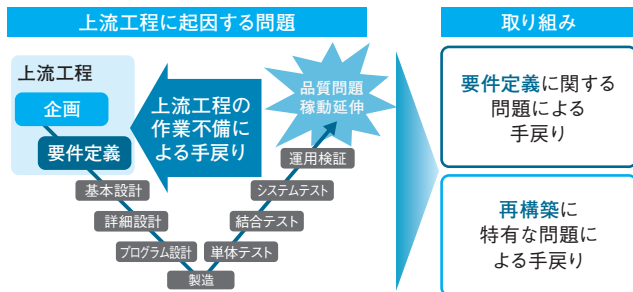 上流工程に起因する問題
上流工程
企画
要件定義
基本設計
詳細設計
プログラム設計
製造
単体テスト
結合テスト
システムテスト
運用検証
品質問題
稼動延伸
上流工程の
作業不備に
よる手戻り
取り組み
要件定義に関する
問題による
手戻り
再構築に
特有な問題に
よる手戻り